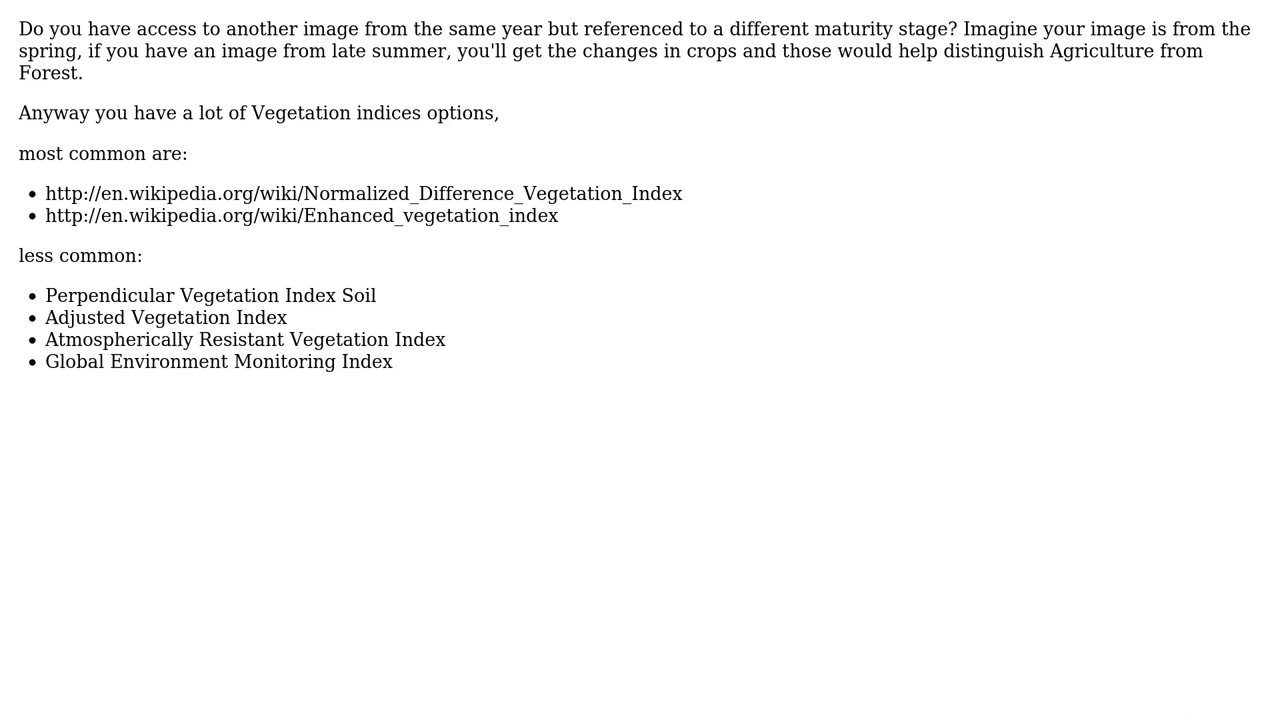 Do you have access to another image from the same year but referenced to a different maturity stage? Imagine your image is from the
spring, if you have an image from late summer, you'll get the changes in crops and those would help distinguish Agriculture from
Forest.
Anyway you have a lot of Vegetation indices options,
most common are:
• http://en.wikipedia.org/wiki/Normalized_Difference_Vegetation_Index
• http://en.wikipedia.org/wiki/Enhanced_vegetation_index
less common:
• Perpendicular Vegetation Index Soil
• Adjusted Vegetation Index
• Atmospherically Resistant Vegetation Index
• Global Environment Monitoring Index